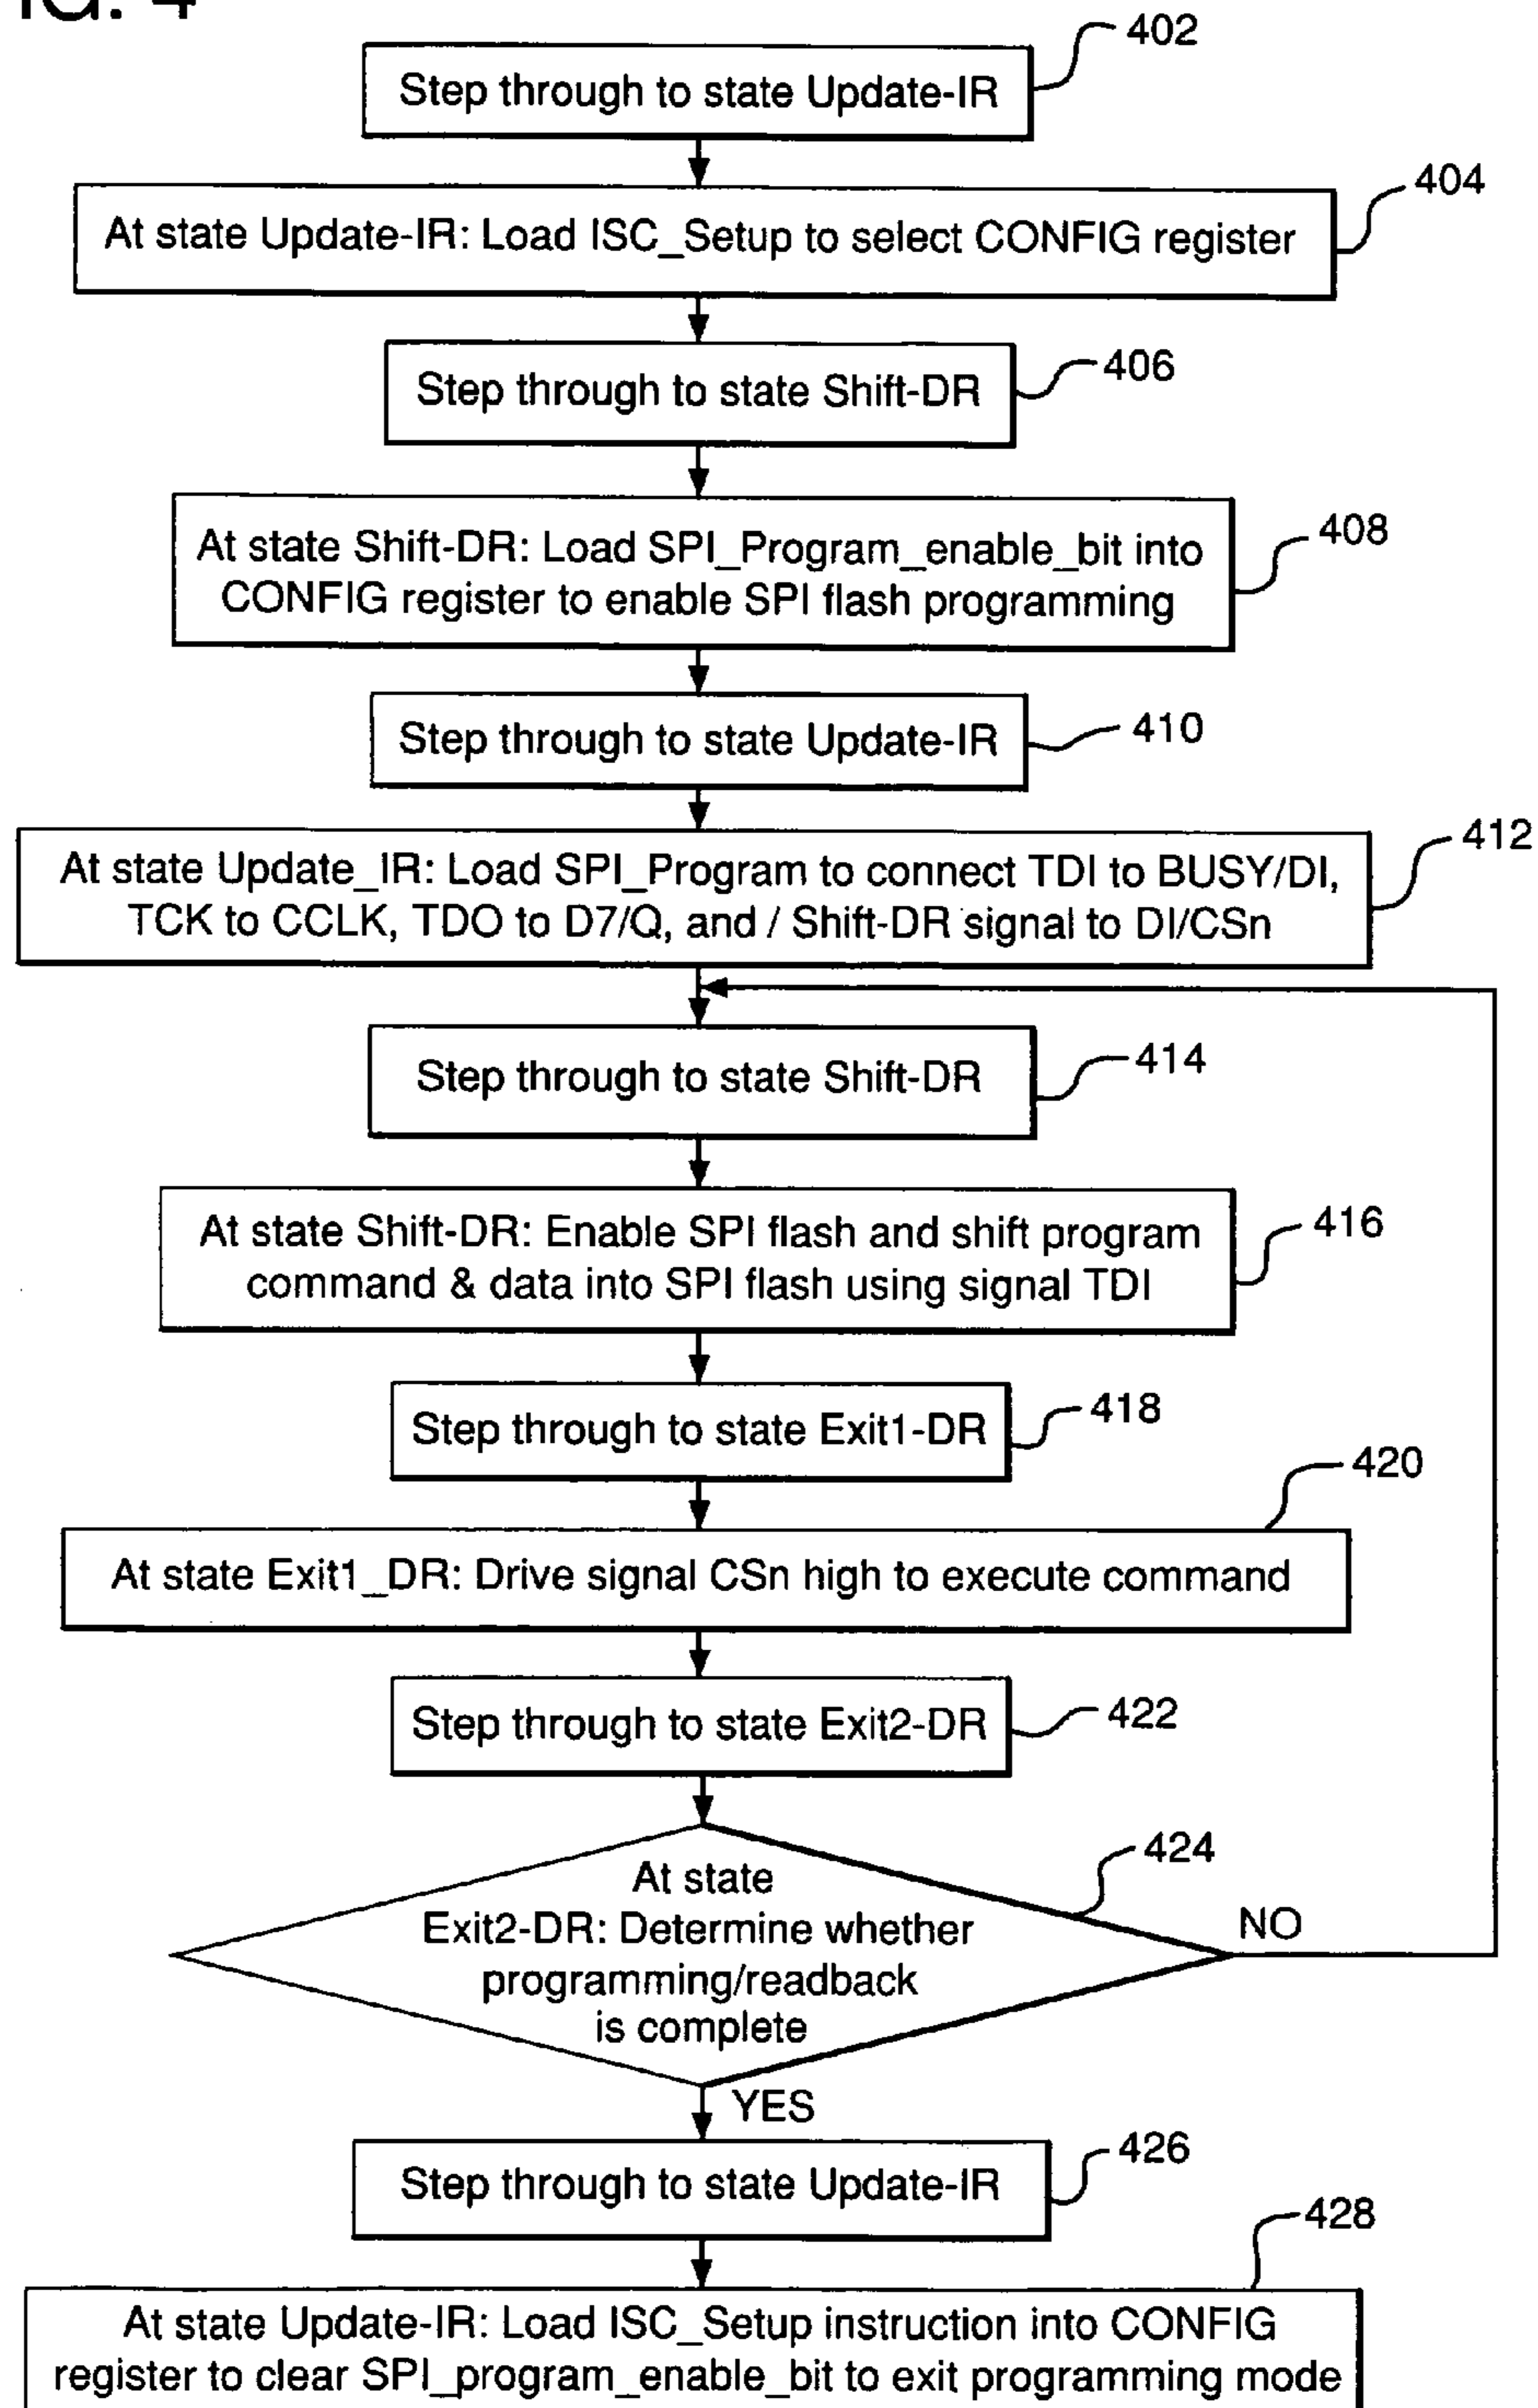 FIG. 4
402
Step through to state Update-IR
404
At state Update-IR: Load ISC_Setup to select CONFIG register
406
Step through to state Shift-DR
408
At state Shift-DR: Load SPI_Program_enable_bit into
CONFIG register to enable SPI flash programming
410
Step through to state Update-IR
412
At state Update_IR: Load SPI_Program to connect TDI to BUSY/DI,
TCK to CCLK, TDO to D7/Q, and / Shift-DR signal to DI/CSn
414
Step through to state Shift-DR
416
At state Shift-DR: Enable SPI flash and shift program
command & data into SPI flash using signal TDI
418
Step through to state Exit1-DR
420
At state Exit1_DR: Drive signal CSn high to execute command
422
Step through to state Exit2-DR
424
At state
Exit2-DR: Determine whether
programming/readback
is complete
NO
YES
426
Step through to state Update-IR
428
At state Update-IR: Load ISC_Setup instruction into CONFIG
register to clear SPI_program_enable_bit to exit programming mode